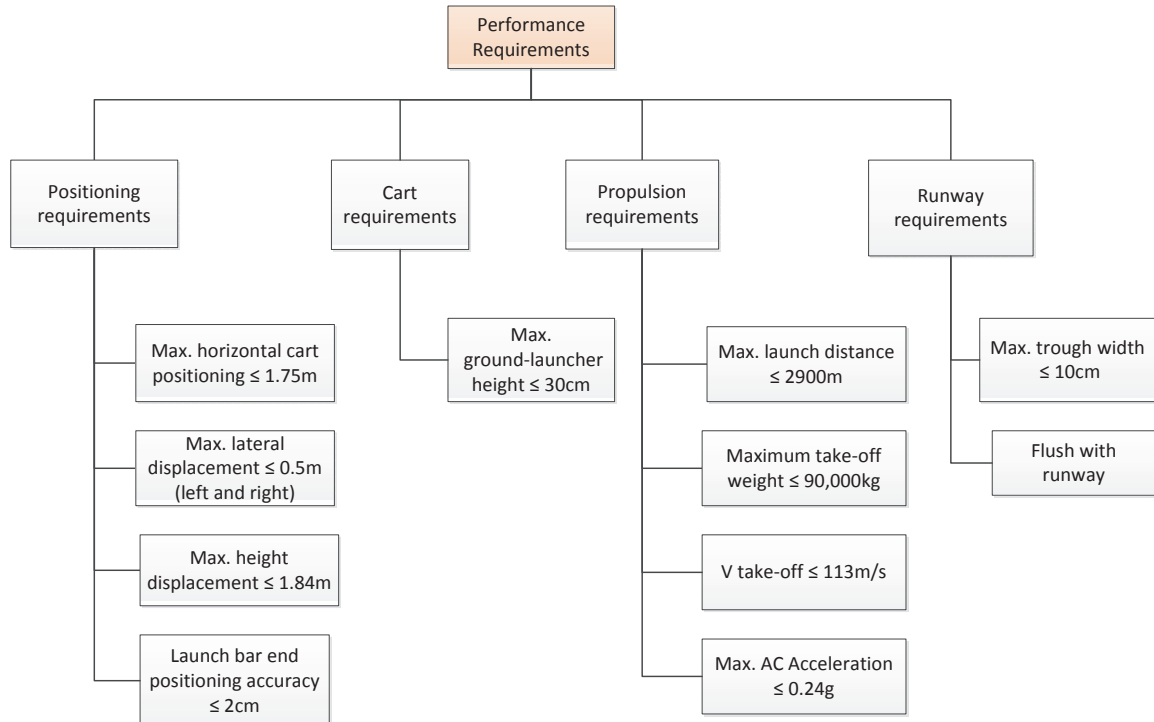 Performance
Requirements
Positioning
requirements
Cart
requirements
Propulsion
requirements
Runway
requirements
Max. horizontal cart
positioning ≤ 1.75m
Max. lateral
displacement ≤ 0.5m
(left and right)
Max. height
displacement ≤ 1.84m
Launch bar end
positioning accuracy
≤ 2cm
Max.
ground-launcher
height ≤ 30cm
Max. launch distance
≤ 2900m
Maximum take-off
weight ≤ 90,000kg
V take-off ≤ 113m/s
Max. AC Acceleration
≤ 0.24g
Max. trough width
≤ 10cm
Flush with
runway